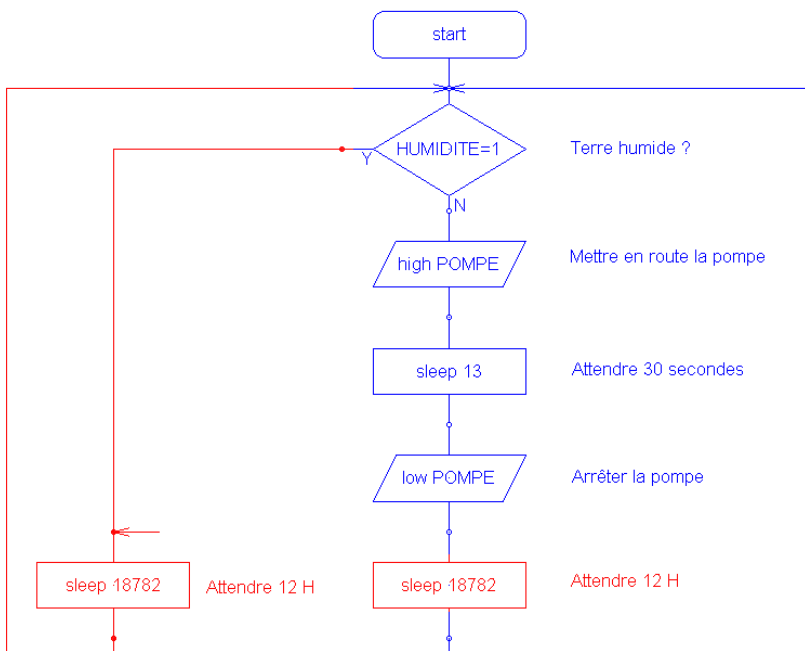 start
HUMIDITE=1
Terre humide ?
Y
N
high POMPE
Mettre en route la pompe
sleep 13
Attendre 30 secondes
low POMPE
Arrêter la pompe
sleep 18782
Attendre 12 H
sleep 18782
Attendre 12 H